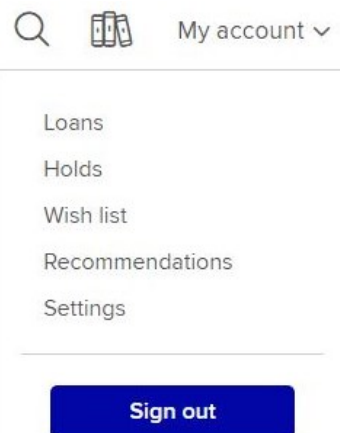 My account
Loans
Holds
Wish list
Recommendations
Settings
Sign out